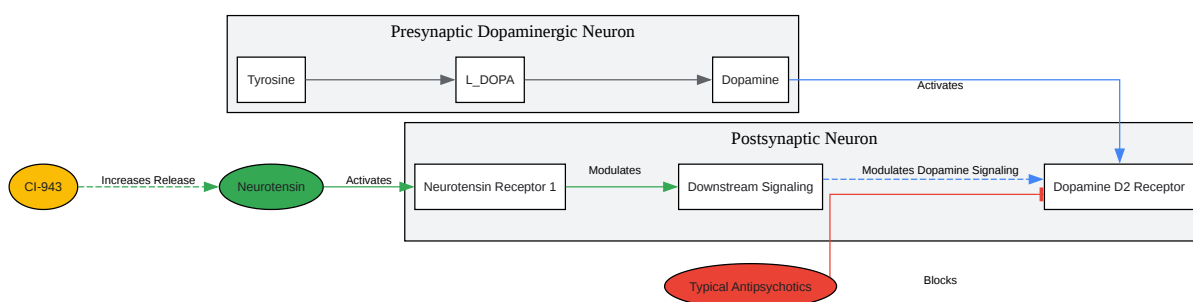 Presynaptic Dopaminergic Neuron
Tyrosine
L_DOPA
Dopamine
Activates
Postsynaptic Neuron
CI-943
Increases Release
Neurotensin
Activates
Neurotensin Receptor 1
Modulates
Downstream Signaling
Modulates Dopamine Signaling
Dopamine D2 Receptor
Typical Antipsychotics
Blocks